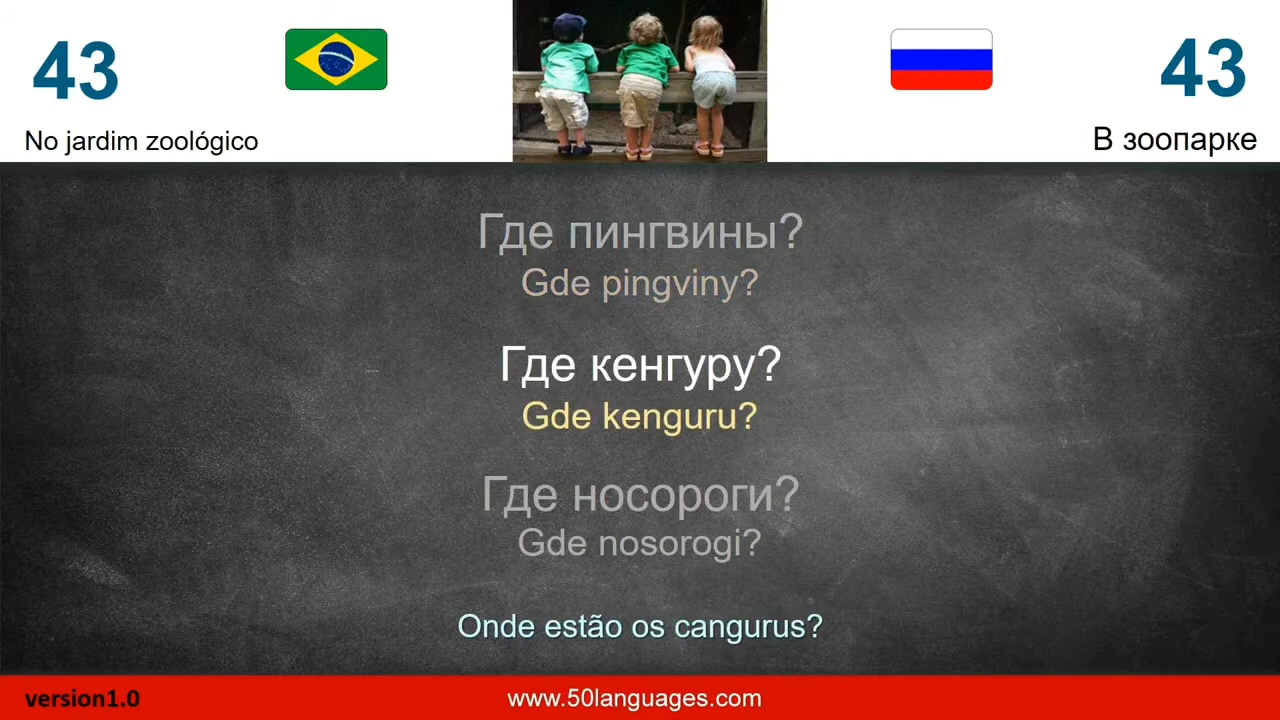 43
43
No jardim zoológico
В зоопарке
Где пингвины?
Gde pingviny?
Где кенгуру?
Gde kenguru?
Где носороги?
Gde nosorogi?
Onde estão os cangurus?
version1.0
www.50languages.com